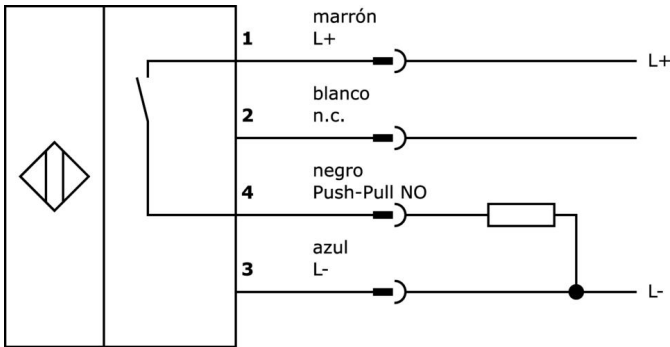 marrón
1 L+
L+
blanco
2 n.c.
negro
4 Push-Pull NO
azul
3 L-
L-